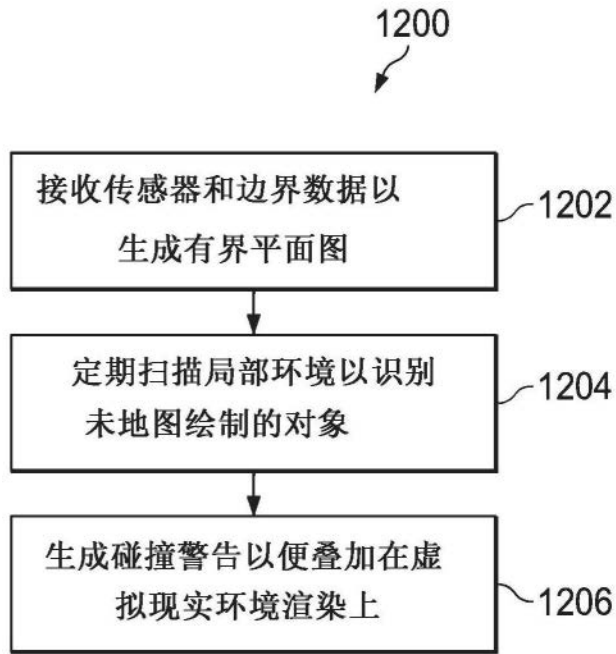 1200
接收传感器和边界数据以
生成有界平面图
1202
定期扫描局部环境以识别
未地图绘制的对象
1204
生成碰撞警告以便叠加在虚
拟现实环境渲染上
1206